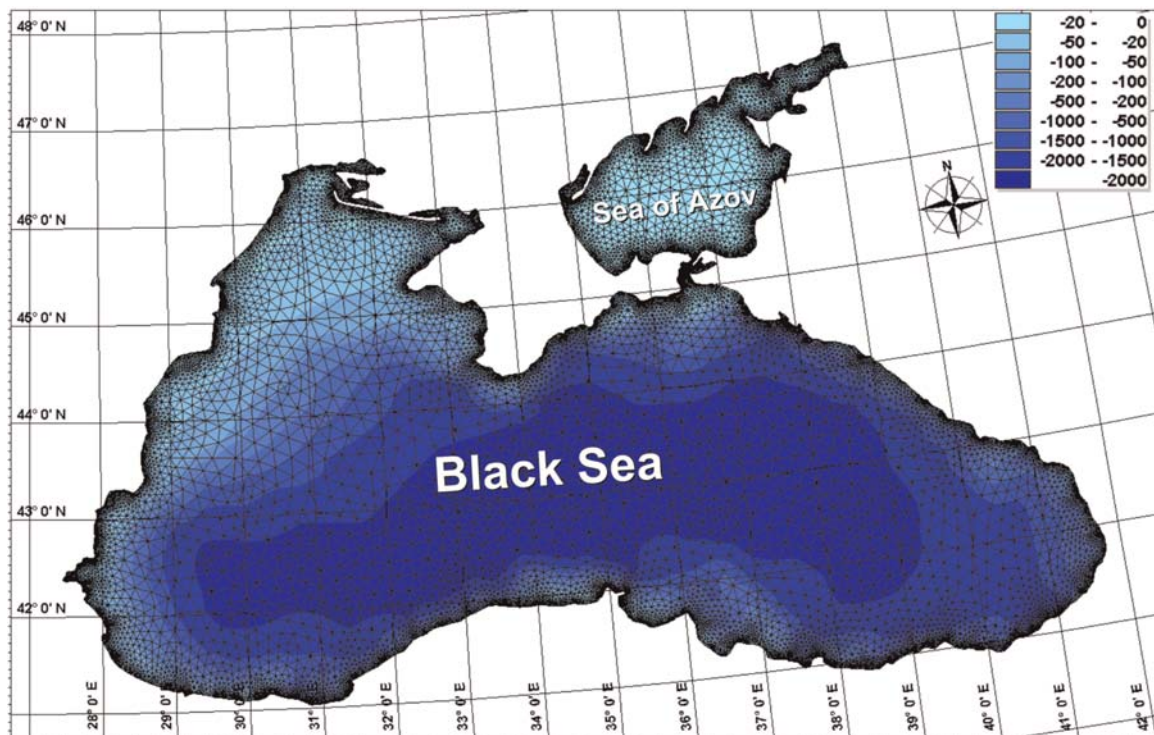 48° 0' N
47° 0' N
46° 0' N
45° 0' N
44° 0' N
43° 0' N
42° 0' N
-20 - 0
-50 - -20
-100 - -50
-200 - -100
-500 - -200
-1000 - -500
-1500 - -1000
-2000 - -1500
-2000
N
Sea of Azov
Black Sea
28° 0' E
29° 0' E
30° 0' E
31° 0' E
32° 0' E
33° 0' E
34° 0' E
35° 0' E
36° 0' E
37° 0' E
38° 0' E
39° 0' E
40° 0' E
41° 0' E
42° 0' E